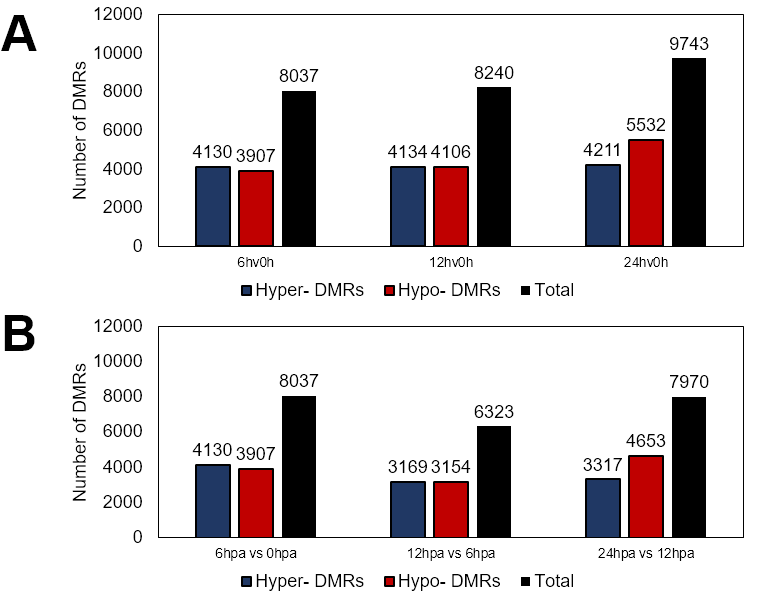 A
Number of DMRs
12000
10000
8000
6000
4000
2000
0
4130 3907 8037
4134 4106 8240
4211 5532 9743
6hv0h 12hv0h 24hv0h
Hyper- DMRs Hypo- DMRs Total
B
Number of DMRs
12000
10000
8000
6000
4000
2000
0
4130 3907 8037
3169 3154 6323
3317 4653 7970
6hpa vs 0hpa 12hpa vs 6hpa 24hpa vs 12hpa
Hyper- DMRs Hypo- DMRs Total